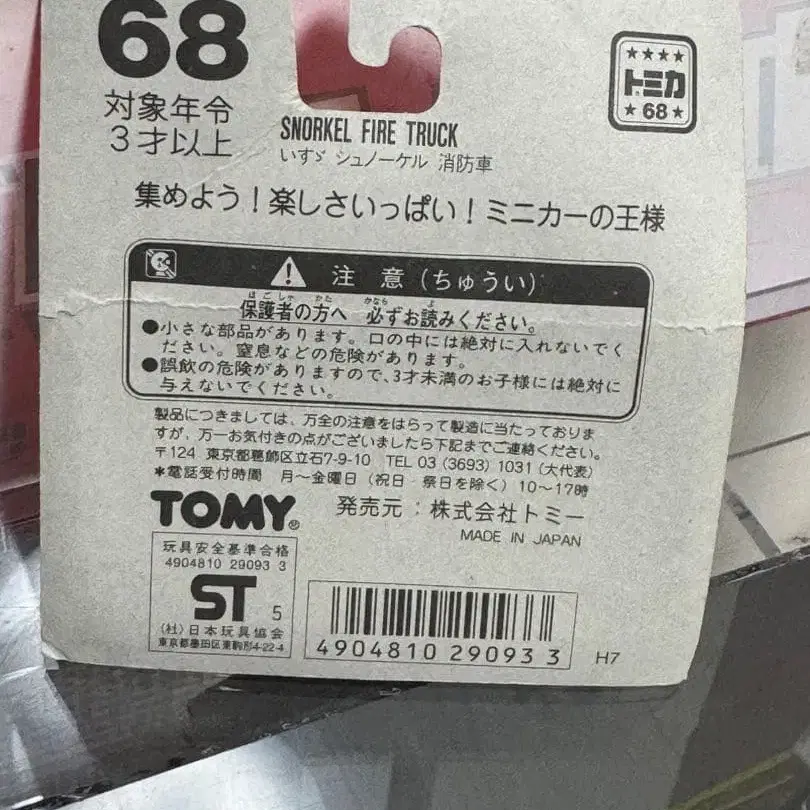 68
対象年令
3才以上
SNORKEL FIRE TRUCK
いすゞ シュノーケル 消防車
★★★★
トミカ
★68★
集めよう!楽しさいっぱい!ミニカーの王様
注 意(ちゅうい)
保護者の方へ 必ずお読みください。
●小さな部品があります。口の中には絶対に入れないでく
ださい。窒息などの危険があります。
●誤飲の危険がありますので、3才未満のお子様には絶対に
与えないでください。
製品につきましては、万全の注意をはらって製造に当たっておりま
すが、万一お気付きの点がございましたら下記までご連絡ください。
〒124 東京都葛飾区立石7-9-10 TEL 03 (3693) 1031 (大代表)
*電話受付時間 月〜金曜日(祝日・祭日を除く)10〜17時
TOMY®
発売元:株式会社トミー
MADE IN JAPAN
玩具安全基準合格
4904810 29093 3
ST 5
(社)日本玩具協会
東京都墨田区東駒形4-22-4
4904810 290933
H7